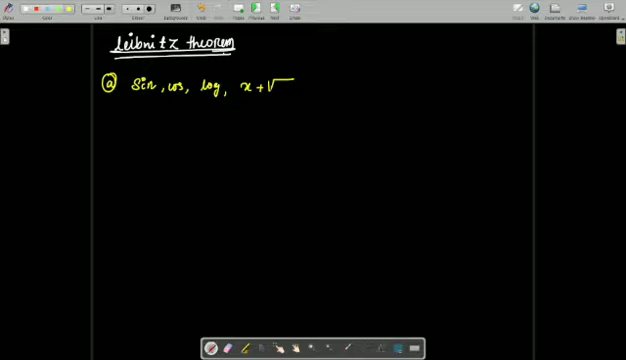 Leibnitz theorem
a Sin, cos, log, x + √